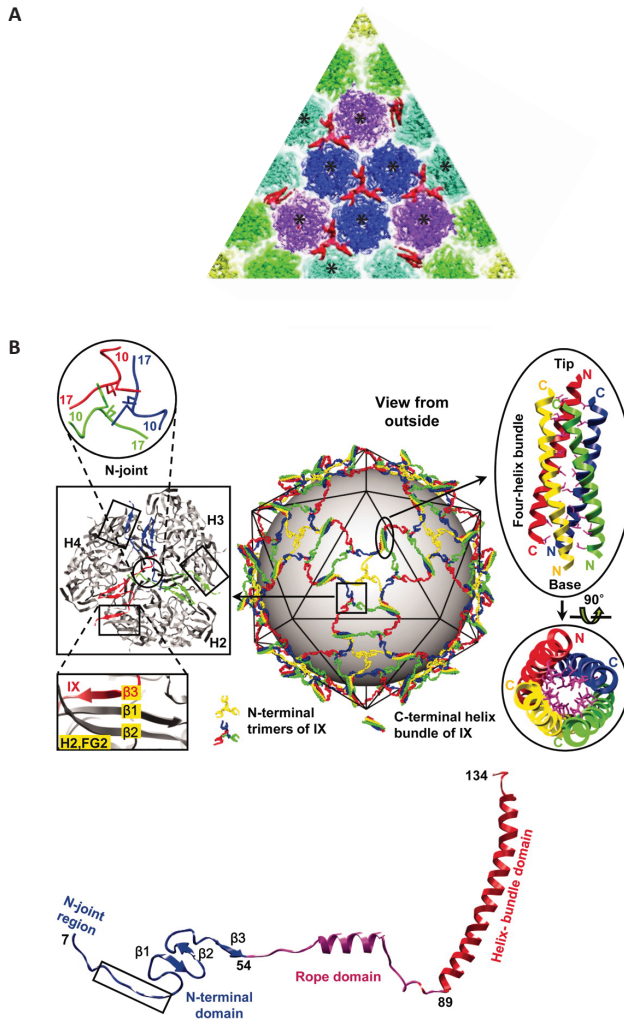 A
* * * * * * * * *
B
10
17
17
10
10
17
N-joint
View from
outside
Tip
N
C
C
C
Four-helix bundle
C
N
N
N
Base
90°
H3
H4
H2
IX
β3
β1
β2
H2,FG2
N-terminal
trimers of IX
C-terminal helix
bundle of IX
N
C
C
134
Helix- bundle domain
N-joint
region
7
β1
β2
β3
54
Rope domain
N-terminal
domain
89